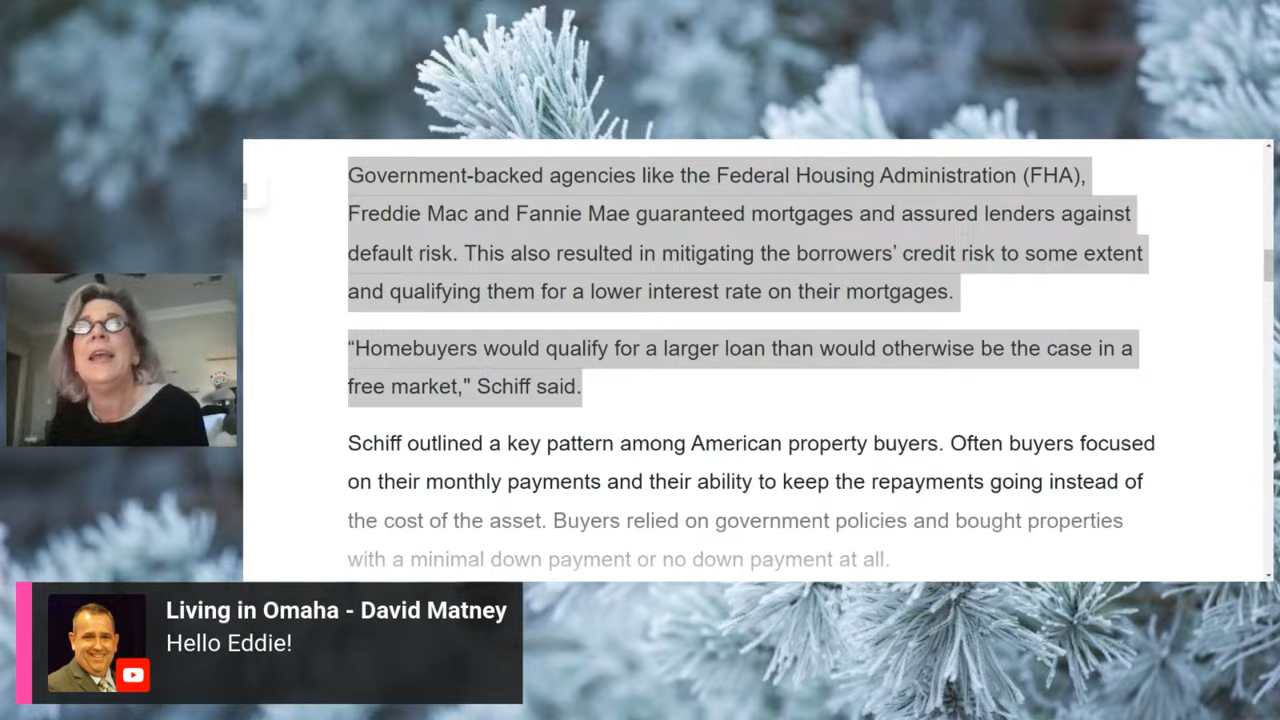 Government-backed agencies like the Federal Housing Administration (FHA),
Freddie Mac and Fannie Mae guaranteed mortgages and assured lenders against
default risk. This also resulted in mitigating the borrowers’ credit risk to some extent
and qualifying them for a lower interest rate on their mortgages.
“Homebuyers would qualify for a larger loan than would otherwise be the case in a
free market," Schiff said.
Schiff outlined a key pattern among American property buyers. Often buyers focused
on their monthly payments and their ability to keep the repayments going instead of
the cost of the asset. Buyers relied on government policies and bought properties
with a minimal down payment or no down payment at all.
Living in Omaha - David Matney
Hello Eddie!